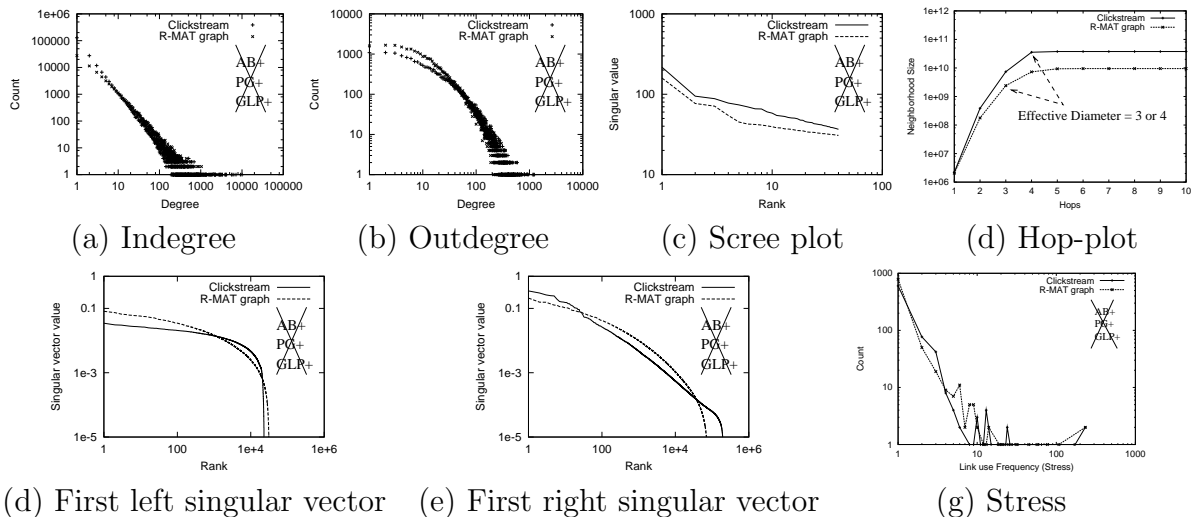 Count
100000
10000
1000
100
10
1
1 10 100 1000 10000 100000
Degree
Clickstream
R-MAT graph
AB+
PG+
GLP+
(a) Indegree
Count
10000
1000
100
10
1
1 10 100 1000 10000
Degree
Clickstream
R-MAT graph
AB+
PG+
GLP+
(b) Outdegree
Singular value
1000
100
10
1 10 100
Rank
Clickstream
R-MAT graph
AB+
PG+
GLP+
(c) Scree plot
Neighborhood Size
1e+12
1e+11
1e+10
1e+09
1e+08
1e+07
1e+06
1 2 3 4 5 6 7 8 9 10
Hops
Clickstream
R-MAT graph
Effective Diameter = 3 or 4
(d) Hop-plot
Singular vector value
1
0.1
1e-3
1e-5
100 1e+4 1e+6
Rank
Clickstream
R-MAT graph
AB+
PG+
GLP+
(d) First left singular vector
Singular vector value
1
0.1
1e-3
1e-5
100 1e+4 1e+6
Rank
Clickstream
R-MAT graph
AB+
PG+
GLP+
(e) First right singular vector
Count
1000
100
10
1
1 10 100 1000
Link use Frequency (Stress)
Clickstream
R-MAT graph
AB+
PG+
GLP+
(g) Stress